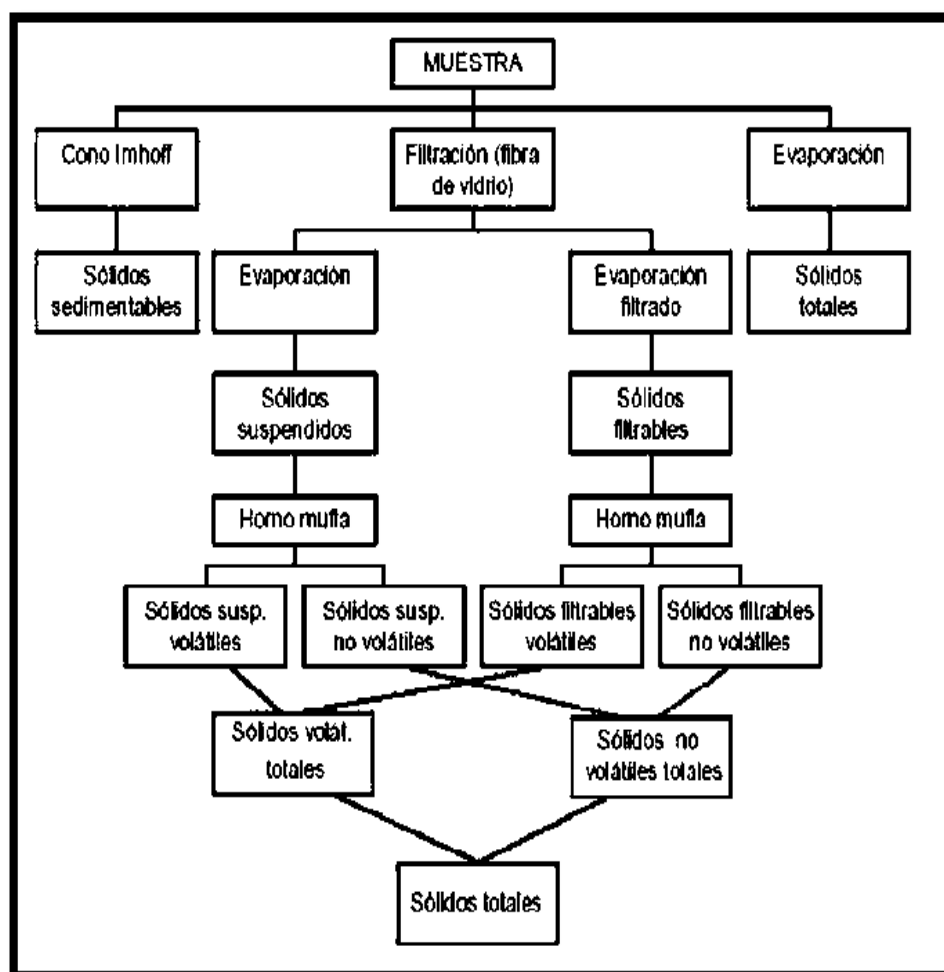 MUESTRA
Cono Imhoff
Filtración (fibra
de vidrio)
Evaporación
Sólidos
sedimentables
Evaporación
Evaporación
filtrado
Sólidos
totales
Sólidos
suspendidos
Sólidos
filtrables
Horno mufla
Horno mufla
Sólidos susp.
volátiles
Sólidos susp.
no volátiles
Sólidos filtrables
volátiles
Sólidos filtrables
no volátiles
Sólidos volát.
totales
Sólidos no
volátiles totales
Sólidos totales